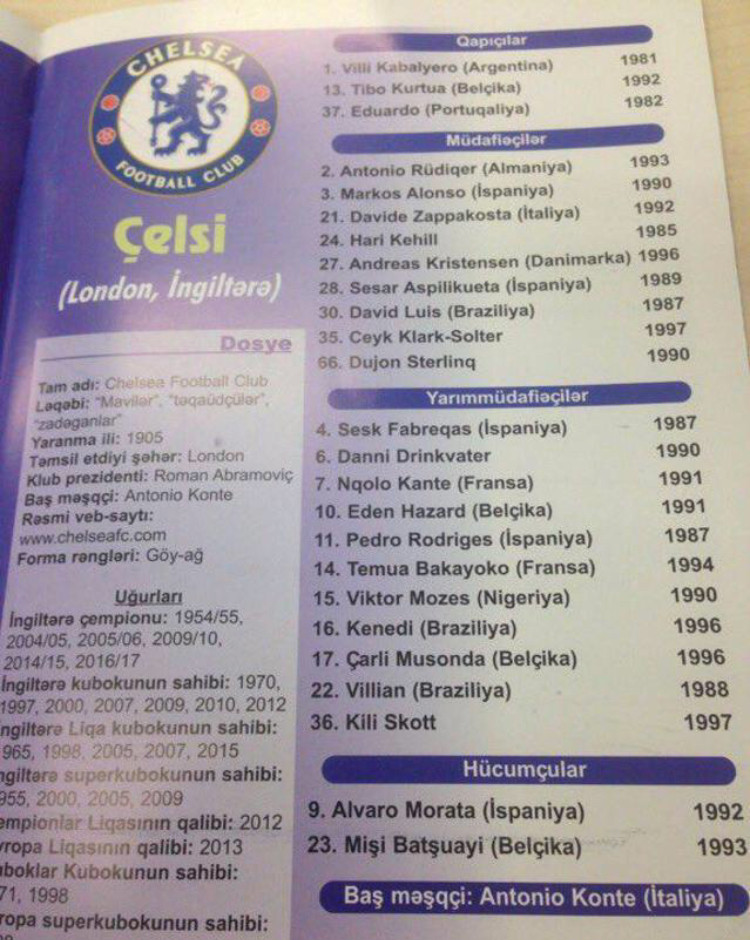 CHELSEA
FOOTBALL CLUB
Çelsi
(London, İngiltərə)
Dosye
Tam adı: Chelsea Football Club
Ləqəbi: "Mavilər", "təqaüdçülər",
"zadəganlar"
Yaranma ili: 1905
Təmsil etdiyi şəhər: London
Klub prezidenti: Roman Abramoviç
Baş məşqçi: Antonio Konte
Rəsmi veb-saytı:
www.chelseafc.com
Forma rəngləri: Göy-ağ
Uğurları
İngiltərə çempionu: 1954/55,
2004/05, 2005/06, 2009/10,
2014/15, 2016/17
İngiltərə kubokunun sahibi: 1970,
1997, 2000, 2007, 2009, 2010, 2012
ngiltərə Liqa kubokunun sahibi:
965, 1998, 2005, 2007, 2015
ngiltərə superkubokunun sahibi:
955, 2000, 2005, 2009
empionlar Liqasının qalibi: 2012
vropa Liqasının qalibi: 2013
uboklar Kubokunun sahibi:
71, 1998
ropa superkubokunun sahibi:
Qapıçılar
1. Villi Kabalyero (Argentina) 1981
13. Tibo Kurtua (Belçika) 1992
37. Eduardo (Portuqaliya) 1982
Müdafiəçilər
2. Antonio Rüdiqer (Almaniya) 1993
3. Markos Alonso (İspaniya) 1990
21. Davide Zappakosta (İtaliya) 1992
24. Hari Kehill 1985
27. Andreas Kristensen (Danimarka) 1996
28. Sesar Aspilikueta (İspaniya) 1989
30. David Luis (Braziliya) 1987
35. Ceyk Klark-Solter 1997
66. Dujon Sterlinq 1990
Yarımmüdafiəçilər
4. Sesk Fabreqas (İspaniya) 1987
6. Danni Drinkvater 1990
7. Nqolo Kante (Fransa) 1991
10. Eden Hazard (Belçika) 1991
11. Pedro Rodriges (İspaniya) 1987
14. Temua Bakayoko (Fransa) 1994
15. Viktor Mozes (Nigeriya) 1990
16. Kenedi (Braziliya) 1996
17. Çarli Musonda (Belçika) 1996
22. Villian (Braziliya) 1988
36. Kili Skott 1997
Hücumçular
9. Alvaro Morata (İspaniya) 1992
23. Mişi Batşuayi (Belçika) 1993
Baş məşqçi: Antonio Konte (İtaliya)